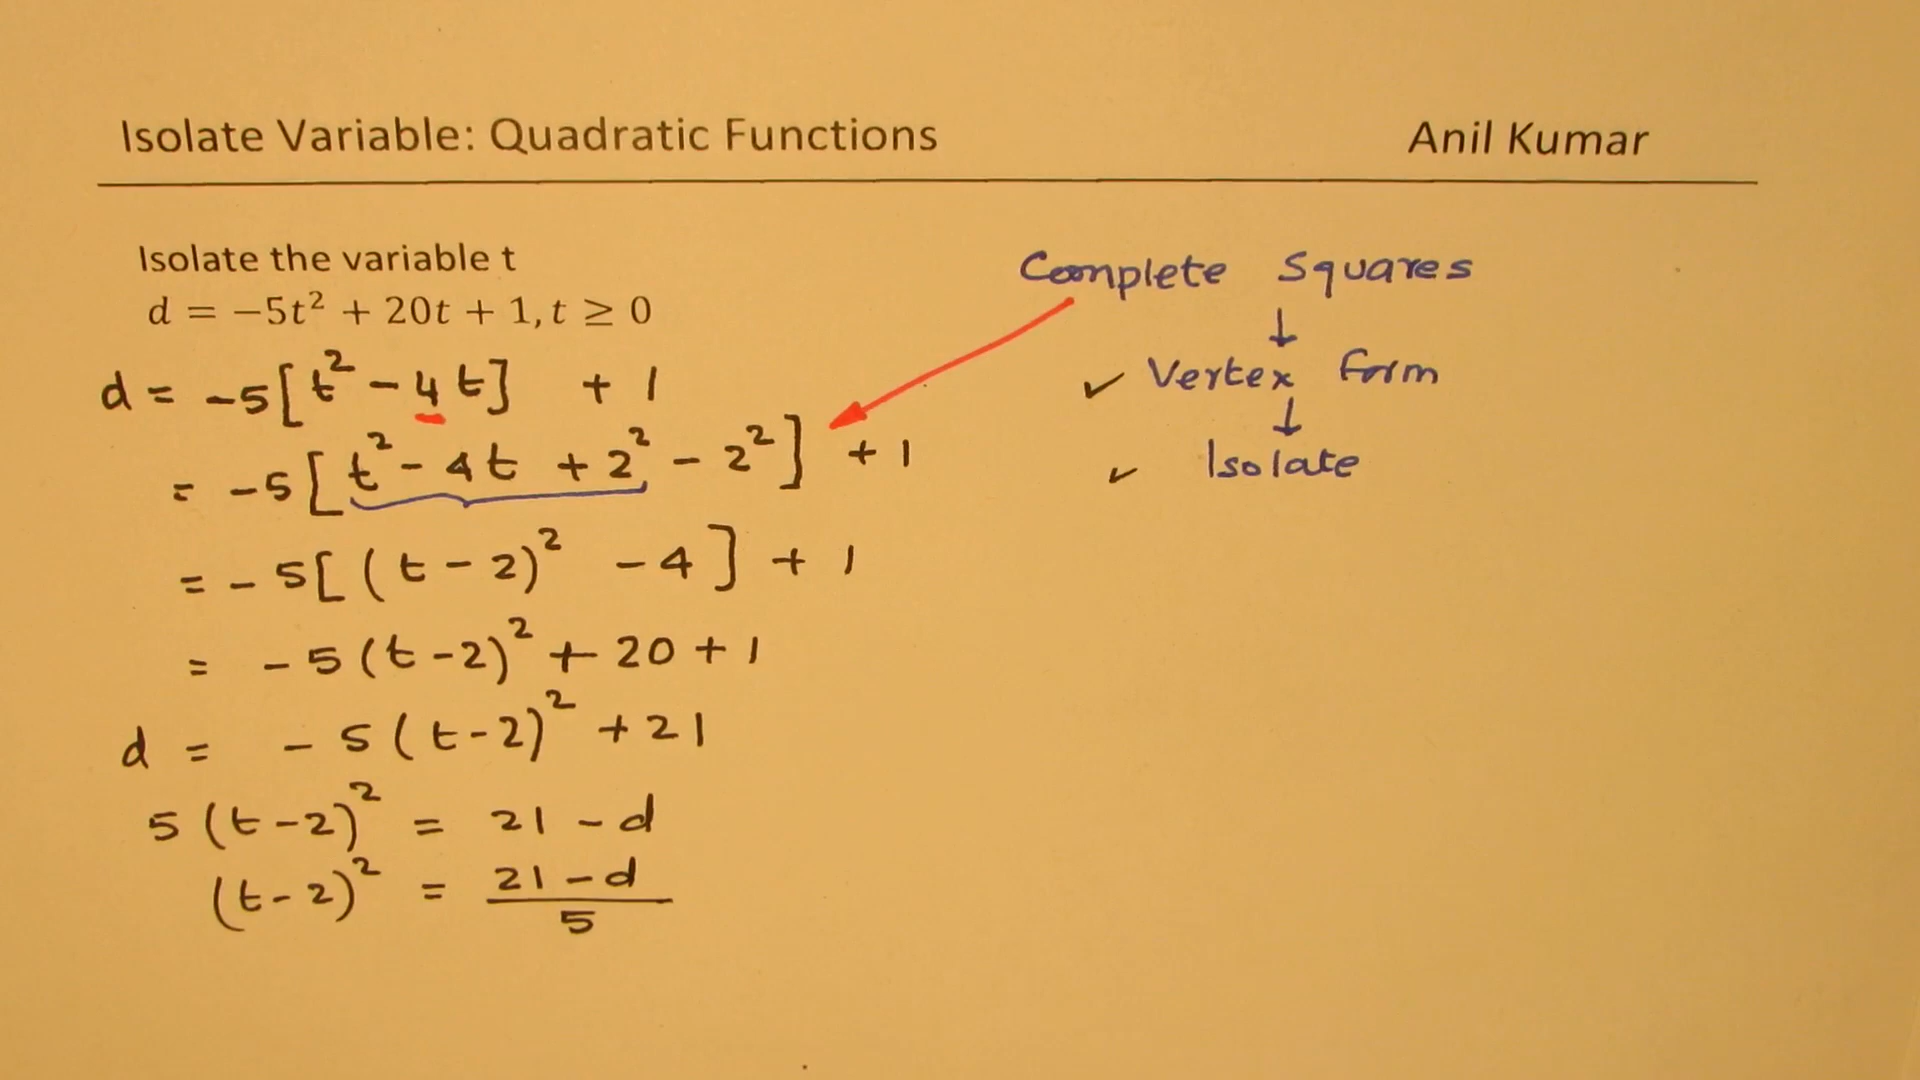 Isolate Variable: Quadratic Functions
Anil Kumar
Isolate the variable t
d = −5t² + 20t + 1, t ≥ 0
d = -5[t² - 4t] + 1
= -5[t² - 4t + 2² - 2²] + 1
= -5[(t - 2)² - 4] + 1
= -5(t - 2)² + 20 + 1
d = -5(t - 2)² + 21
5(t - 2)² = 21 - d
(t - 2)² = \frac{21 - d}{5}
Complete Squares
↓
✓ Vertex form
↓
✓ Isolate